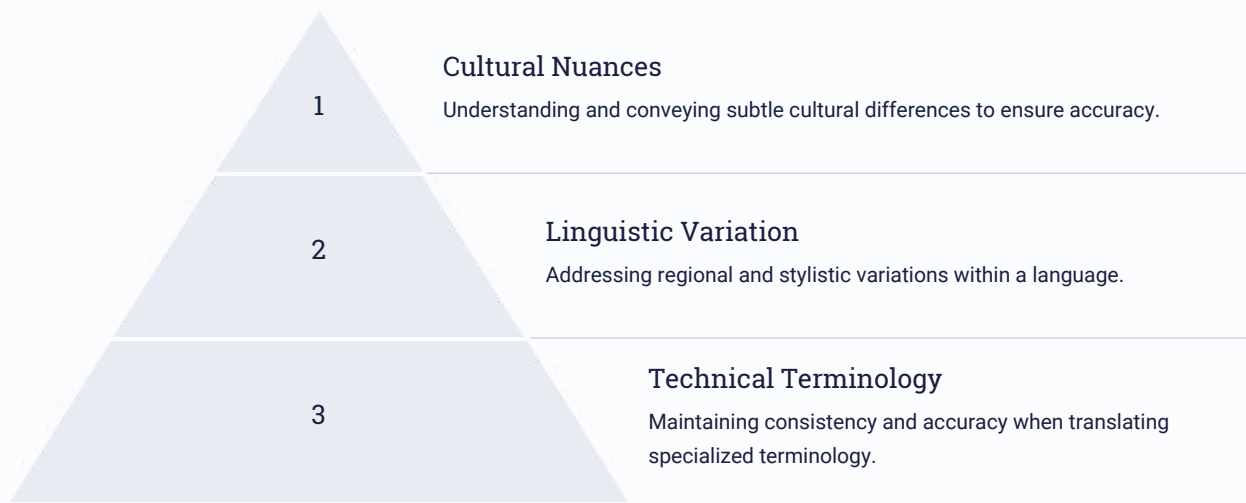 1
Cultural Nuances
Understanding and conveying subtle cultural differences to ensure accuracy.
2
Linguistic Variation
Addressing regional and stylistic variations within a language.
3
Technical Terminology
Maintaining consistency and accuracy when translating
specialized terminology.